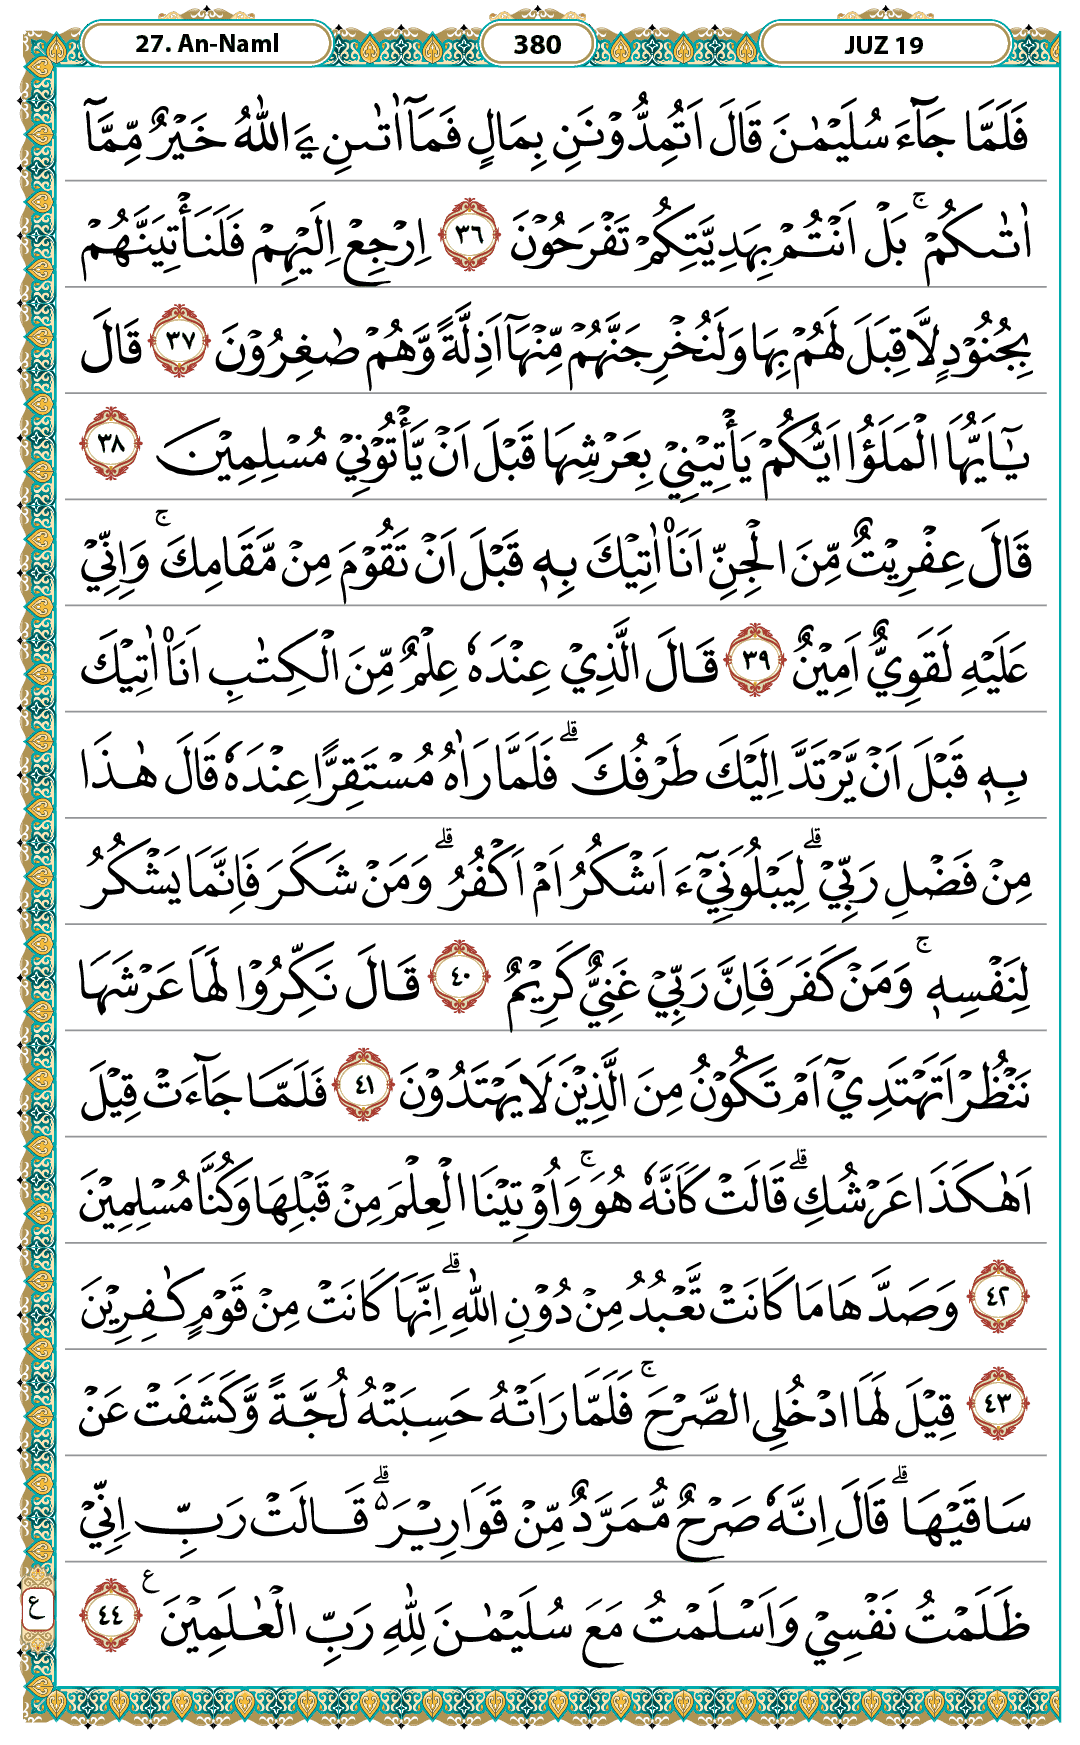 27. An-Naml
380
JUZ 19
فَلَمَّا جَاۤءَ سُلَيْمٰنَ قَالَ اَتُمِدُّوْنَنِ بِمَالٍ فَمَآ اٰتٰىنِ يَ اللّٰهُ خَيْرٌ مِّمَّآ
اٰتٰىكُمْۚ بَلْ اَنْتُمْ بِهَدِيَّتِكُمْ تَفْرَحُوْنَ ٣٦ اِرْجِعْ اِلَيْهِمْ فَلَنَأْتِيَنَّهُمْ
بِجُنُوْدٍ لَّا قِبَلَ لَهُمْ بِهَا وَلَنُخْرِجَنَّهُمْ مِّنْهَآ اَذِلَّةً وَّهُمْ صٰغِرُوْنَ ٣٧ قَالَ
يٰٓاَيُّهَا الْمَلَؤُا اَيُّكُمْ يَأْتِيْنِيْ بِعَرْشِهَا قَبْلَ اَنْ يَّأْتُوْنِيْ مُسْلِمِيْنَ ٣٨
قَالَ عِفْرِيْتٌ مِّنَ الْجِنِّ اَنَا۠ اٰتِيْكَ بِهٖ قَبْلَ اَنْ تَقُوْمَ مِنْ مَّقَامِكَۚ وَاِنِّيْ
عَلَيْهِ لَقَوِيٌّ اَمِيْنٌ ٣٩ قَالَ الَّذِيْ عِنْدَهٗ عِلْمٌ مِّنَ الْكِتٰبِ اَنَا۠ اٰتِيْكَ
بِهٖ قَبْلَ اَنْ يَّرْتَدَّ اِلَيْكَ طَرْفُكَۗ فَلَمَّا رَاٰهُ مُسْتَقِرًّا عِنْدَهٗ قَالَ هٰذَا
مِنْ فَضْلِ رَبِّيْۗ لِيَبْلُوَنِيْٓ ءَاَشْكُرُ اَمْ اَكْفُرُۗ وَمَنْ شَكَرَ فَاِنَّمَا يَشْكُرُ
لِنَفْسِهٖۚ وَمَنْ كَفَرَ فَاِنَّ رَبِّيْ غَنِيٌّ كَرِيْمٌ ٤٠ قَالَ نَكِّرُوْا لَهَا عَرْشَهَا
نَنْظُرْ اَتَهْتَدِيْٓ اَمْ تَكُوْنُ مِنَ الَّذِيْنَ لَا يَهْتَدُوْنَ ٤١ فَلَمَّا جَاۤءَتْ قِيْلَ
اَهٰكَذَا عَرْشُكِۗ قَالَتْ كَاَنَّهٗ هُوَۚ وَاُوْتِيْنَا الْعِلْمَ مِنْ قَبْلِهَا وَكُنَّا مُسْلِمِيْنَ
٤٢ وَصَدَّهَا مَا كَانَتْ تَّعْبُدُ مِنْ دُوْنِ اللّٰهِۗ اِنَّهَا كَانَتْ مِنْ قَوْمٍ كٰفِرِيْنَ
٤٣ قِيْلَ لَهَا ادْخُلِى الصَّرْحَۚ فَلَمَّا رَاَتْهُ حَسِبَتْهُ لُجَّةً وَّكَشَفَتْ عَنْ
سَاقَيْهَاۗ قَالَ اِنَّهٗ صَرْحٌ مُّمَرَّدٌ مِّنْ قَوَارِيْرَ ۗ۵ قَالَتْ رَبِّ اِنِّيْ
ظَلَمْتُ نَفْسِيْ وَاَسْلَمْتُ مَعَ سُلَيْمٰنَ لِلّٰهِ رَبِّ الْعٰلَمِيْنَ ࣖ ٤٤
ع